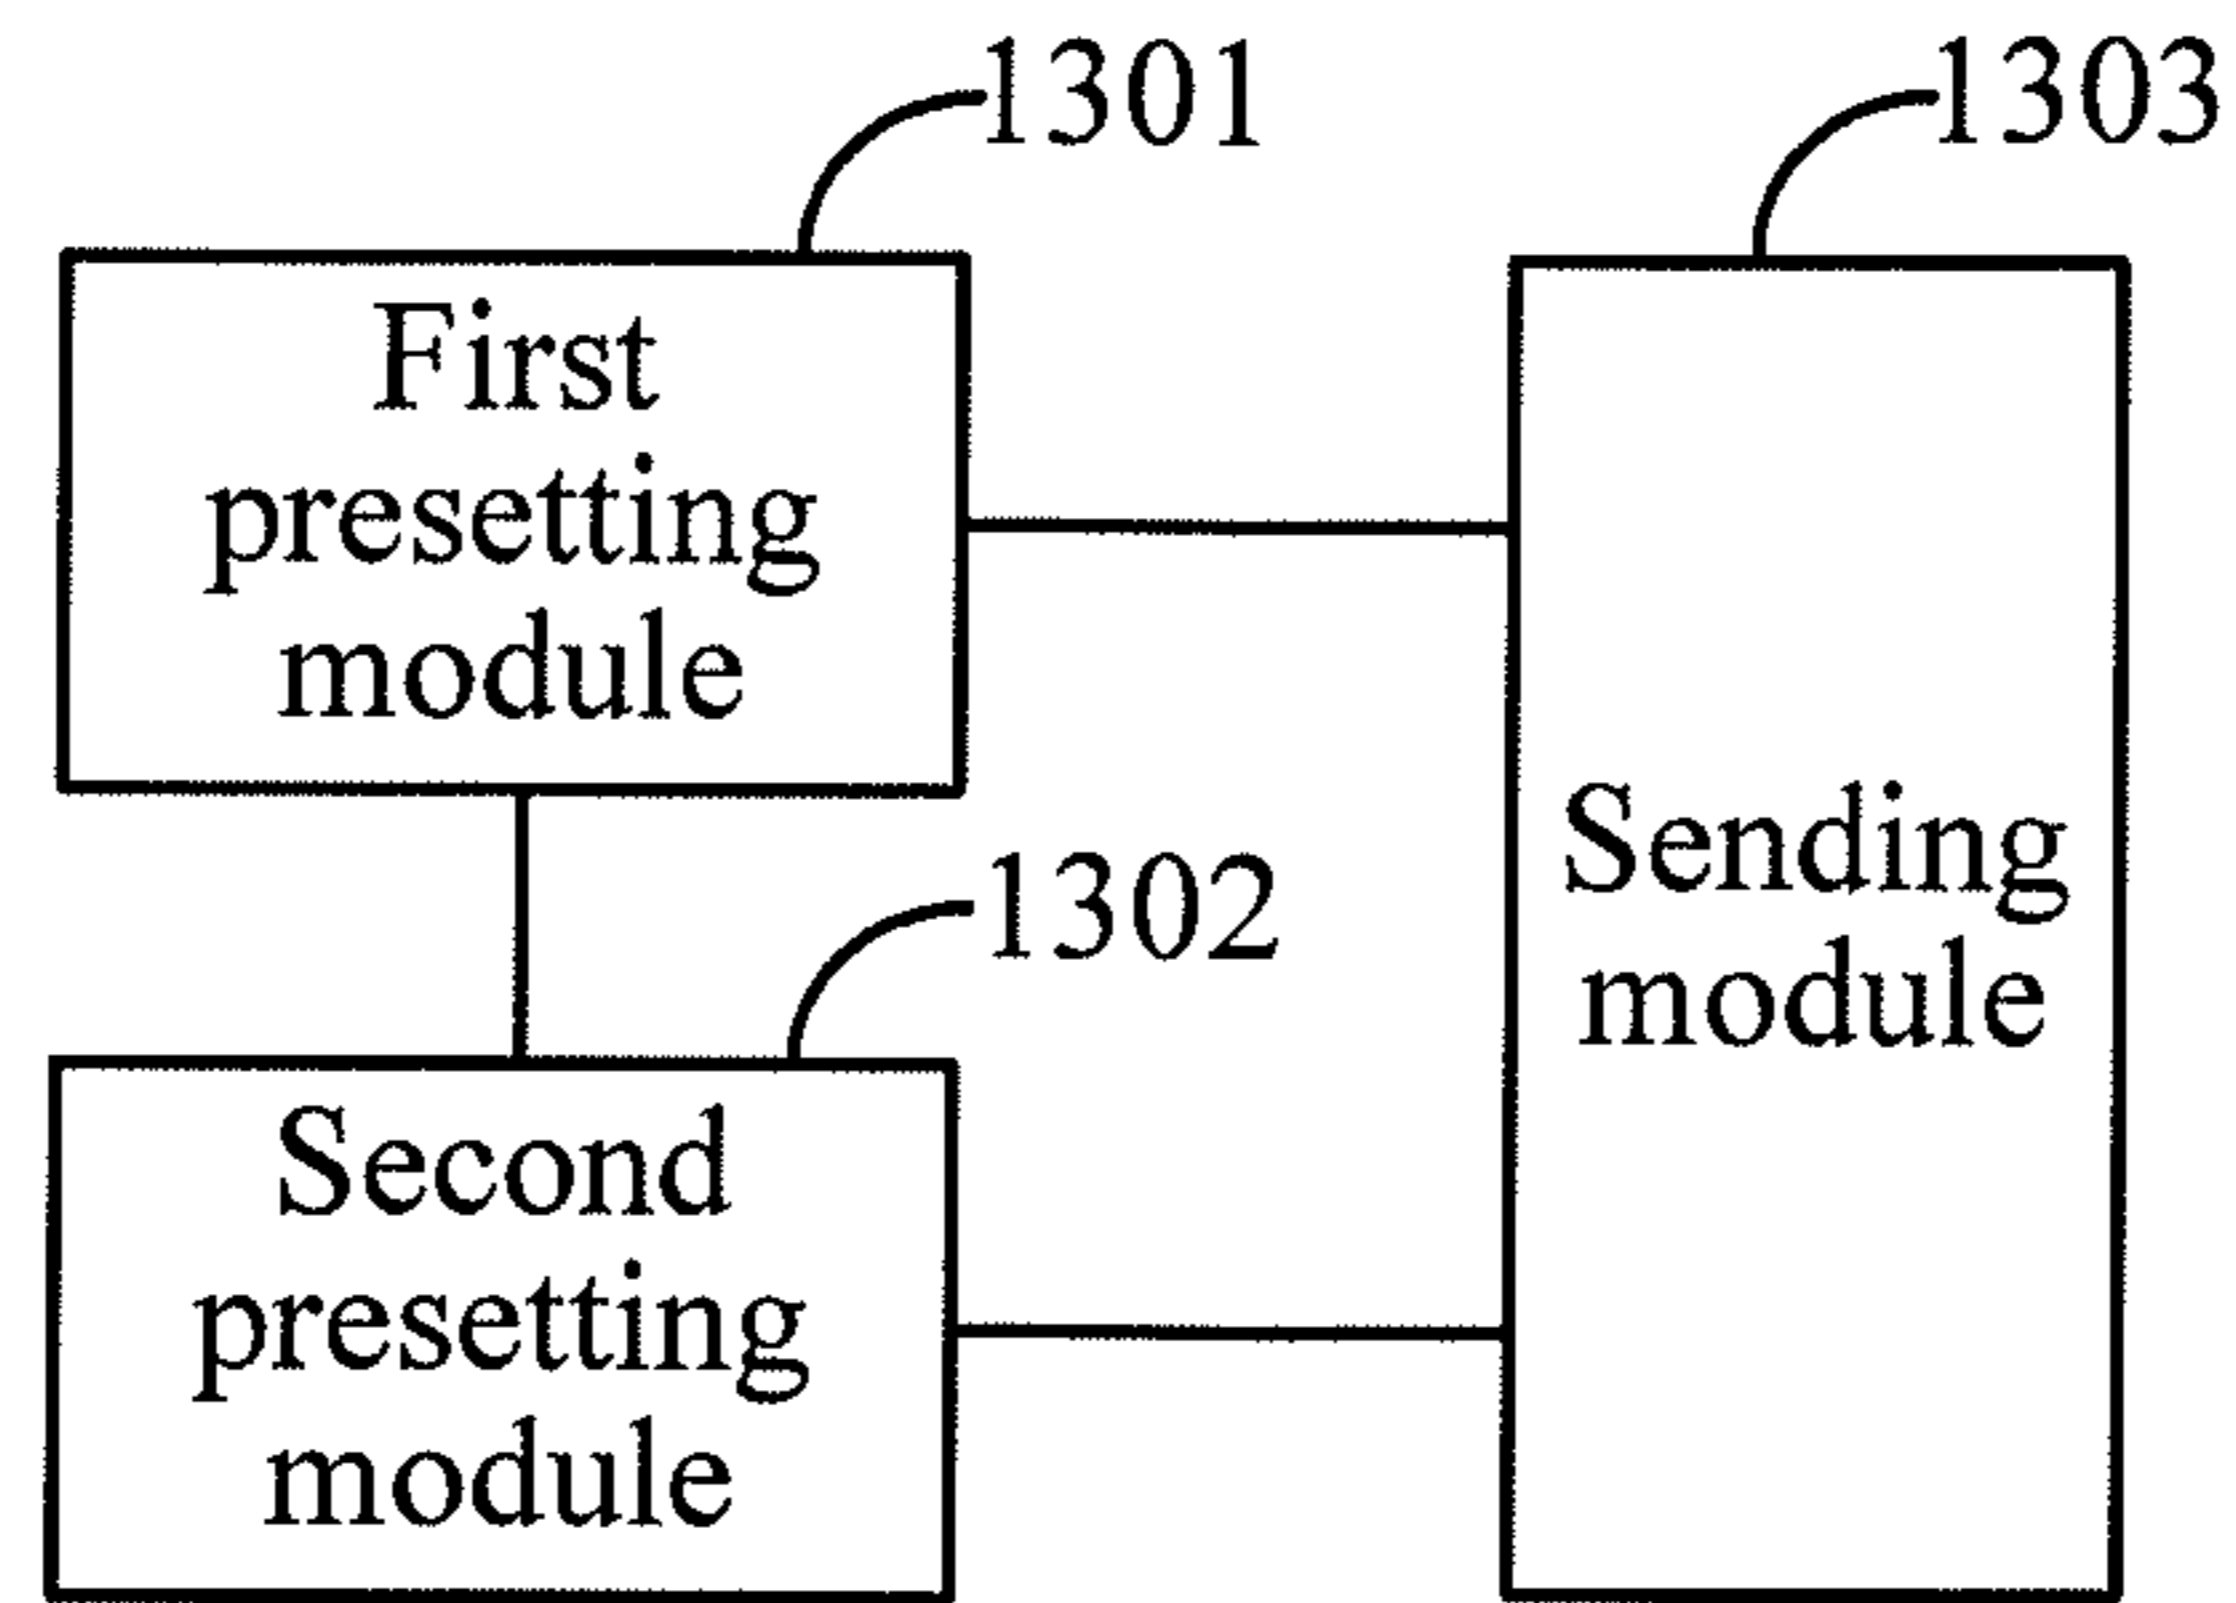 1301
1303
First
presetting
module
Sending
module
1302
Second
presetting
module